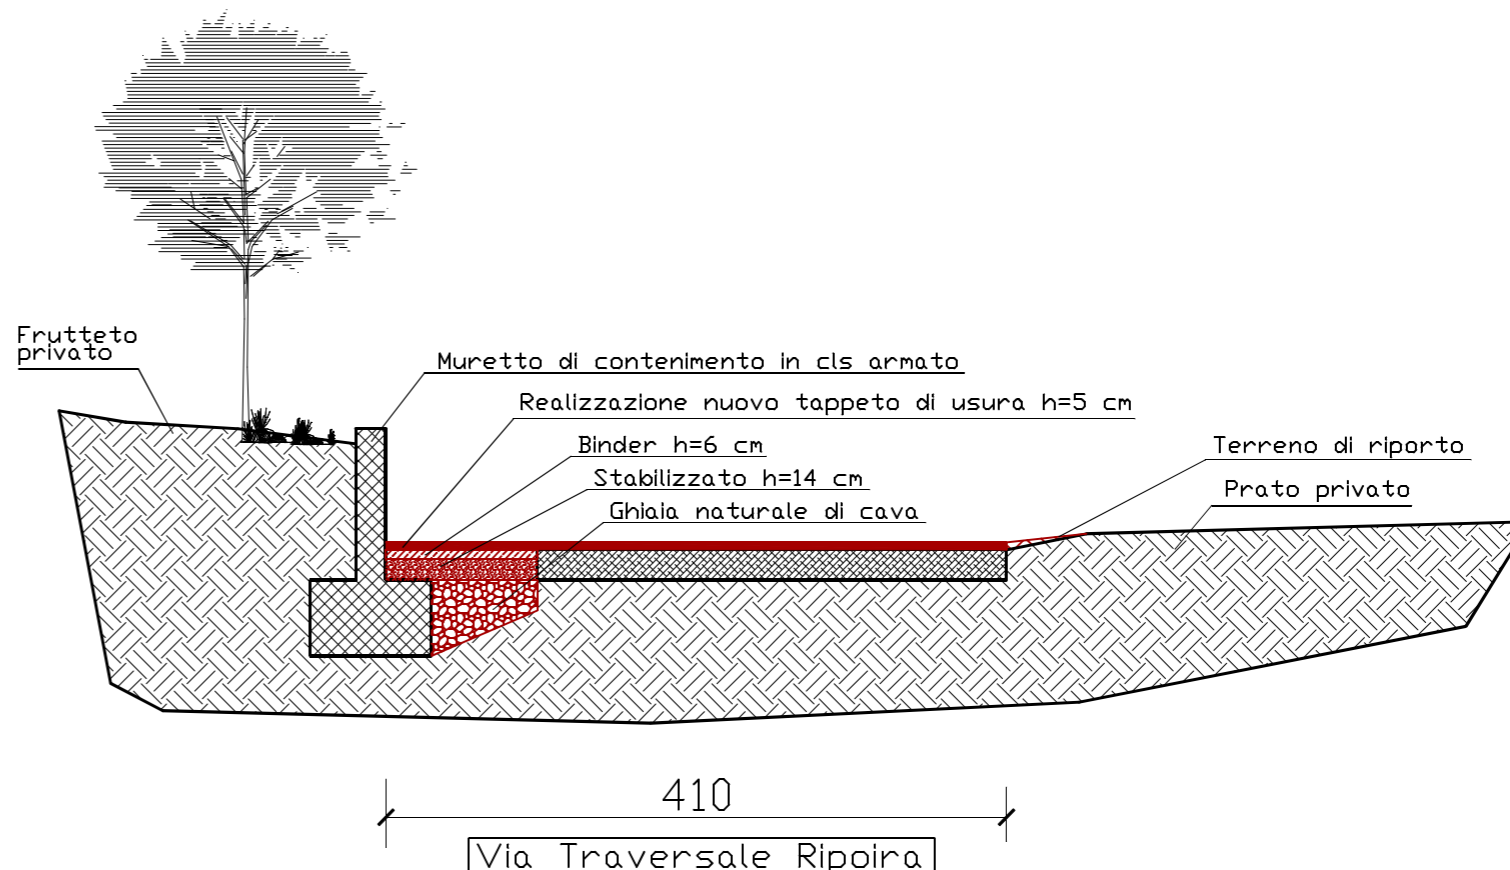 Frutteto
privato
Muretto di contenimento in cls armato
Realizzazione nuovo tappeto di usura h=5 cm
Binder h=6 cm
Stabilizzato h=14 cm
Ghiaia naturale di cava
Terreno di riporto
Prato privato
410
Via Traversale Ripoira